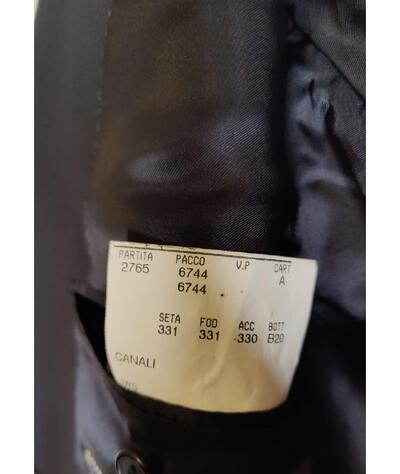 PARTITA PACCO V.P CART
2765 6744 A
6744
SETA FOD ACC BOTT
331 331 330 B20
CANALI